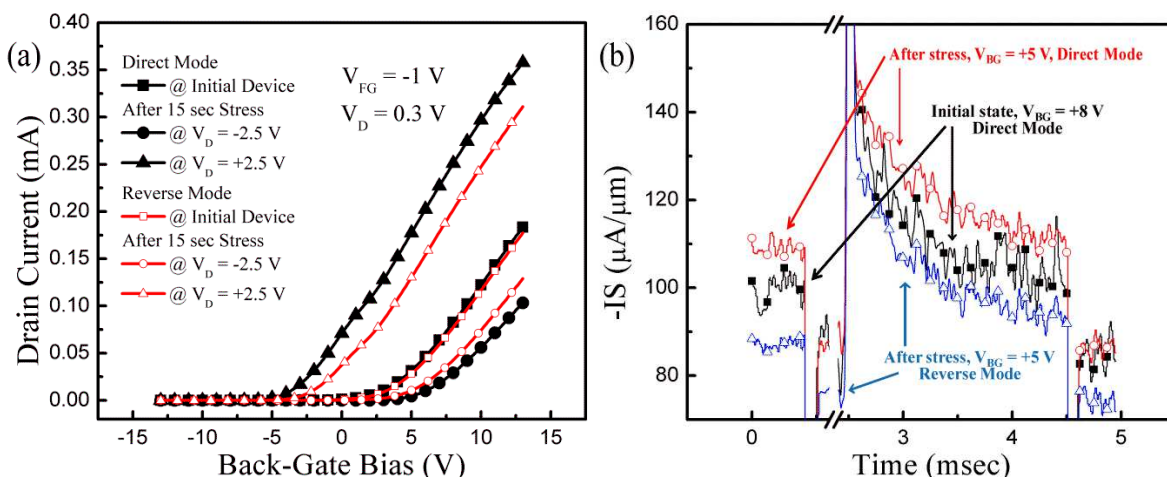 (a)
0.40
0.35
0.30
0.25
0.20
0.15
0.10
0.05
0.00
Drain Current (mA)
Direct Mode
@ Initial Device
After 15 sec Stress
@ V_D = -2.5 V
@ V_D = +2.5 V
Reverse Mode
@ Initial Device
After 15 sec Stress
@ V_D = -2.5 V
@ V_D = +2.5 V
V_FG = -1 V
V_D = 0.3 V
-15 -10 -5 0 5 10 15
Back-Gate Bias (V)
(b)
160
140
120
100
80
-IS (μA/μm)
After stress, V_BG = +5 V, Direct Mode
Initial state, V_BG = +8 V
Direct Mode
After stress, V_BG = +5 V
Reverse Mode
0 3 4 5
Time (msec)